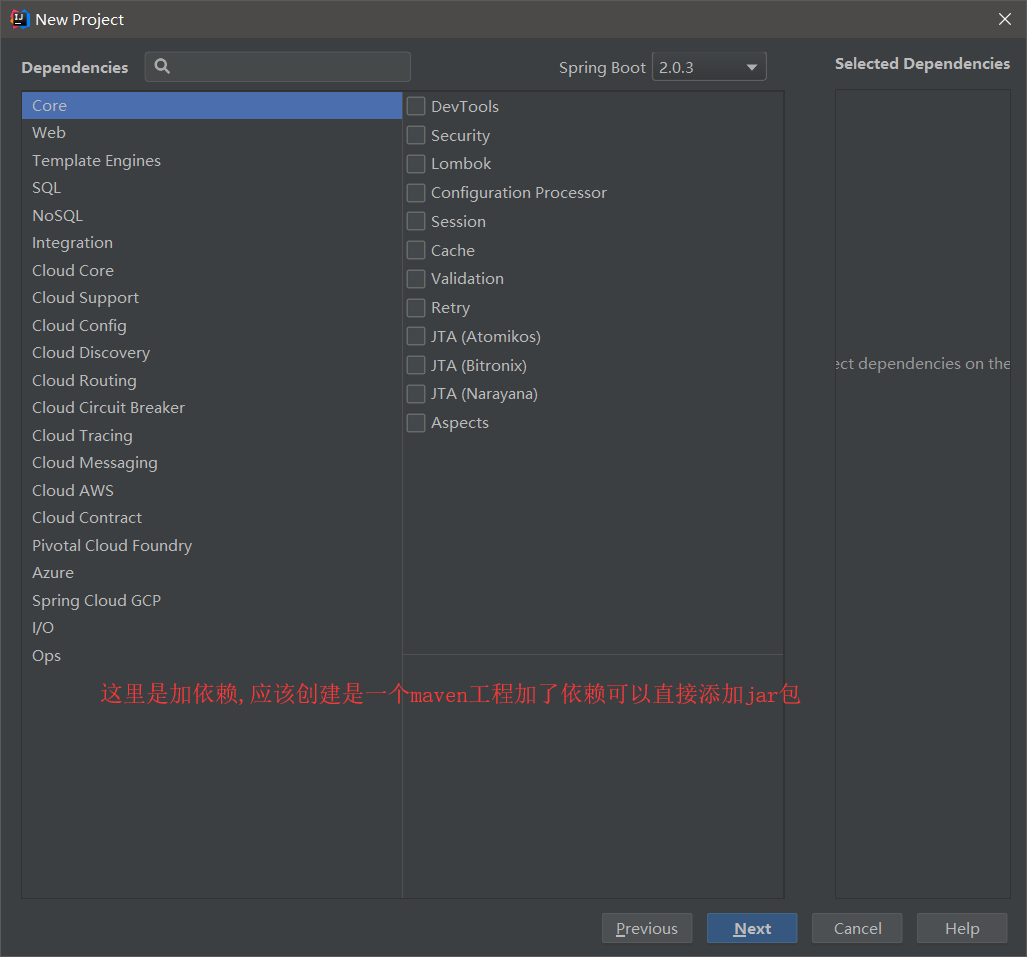 New Project
Dependencies
Spring Boot 2.0.3
Selected Dependencies
Core
Web
Template Engines
SQL
NoSQL
Integration
Cloud Core
Cloud Support
Cloud Config
Cloud Discovery
Cloud Routing
Cloud Circuit Breaker
Cloud Tracing
Cloud Messaging
Cloud AWS
Cloud Contract
Pivotal Cloud Foundry
Azure
Spring Cloud GCP
I/O
Ops
DevTools
Security
Lombok
Configuration Processor
Session
Cache
Validation
Retry
JTA (Atomikos)
JTA (Bitronix)
JTA (Narayana)
Aspects
ect dependencies on the
这里是加依赖,应该创建是一个maven工程加了依赖可以直接添加jar包
Previous
Next
Cancel
Help